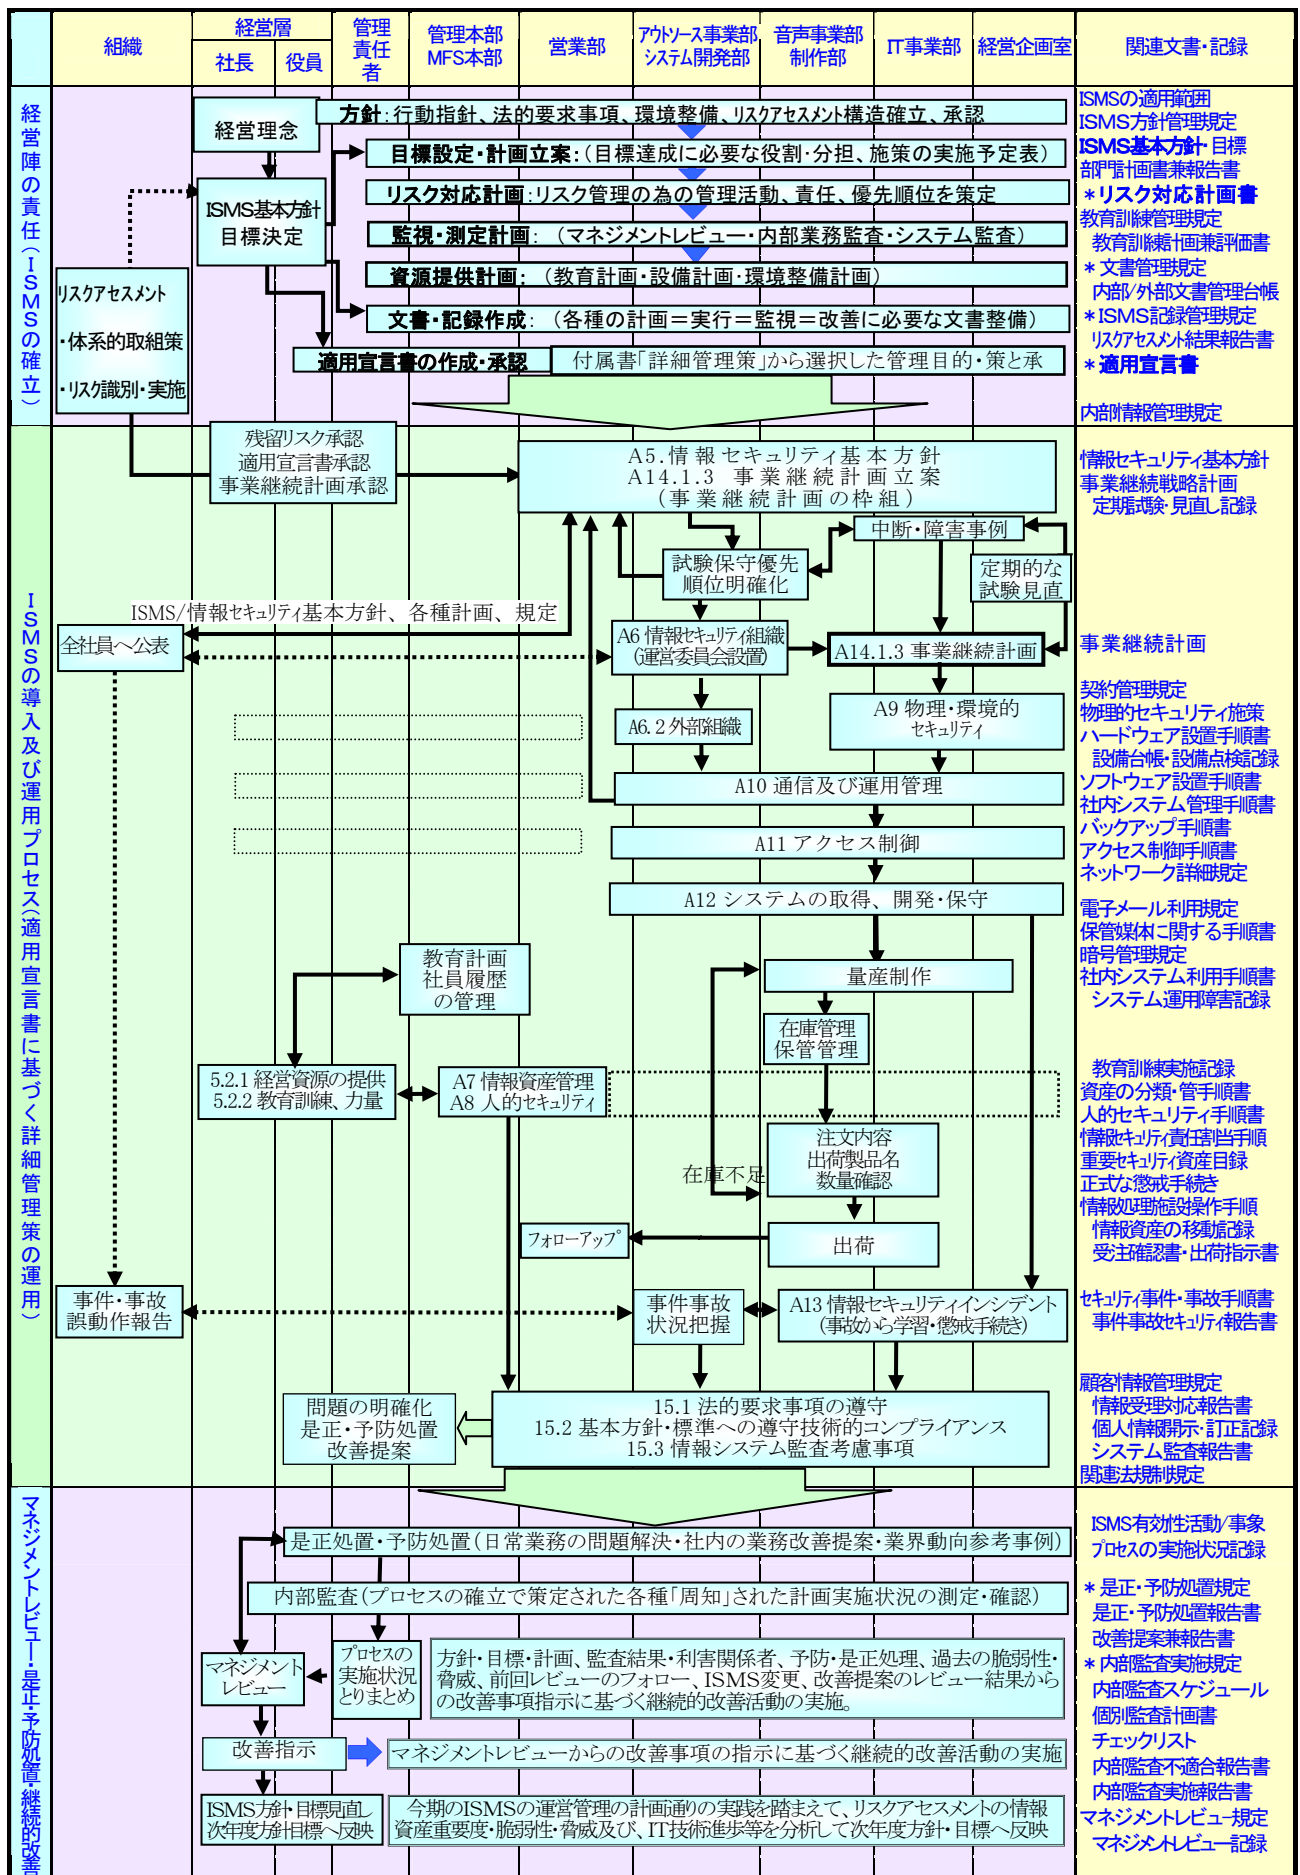 組織
経営層
社長
役員
管理
責任
者
管理本部
MFS本部
営業部
アウトソース事業部
システム開発部
音声事業部
制作部
IT事業部
経営企画室
関連文書・記録
経営陣の責任(ISMSの確立)
経営理念
方針:行動指針、法的要求事項、環境整備、リスクアセスメント構造確立、承認
目標設定・計画立案:(目標達成に必要な役割・分担、施策の実施予定表)
ISMS基本方針
目標決定
リスク対応計画:リスク管理の為の管理活動、責任、優先順位を策定
監視・測定計画: (マネジメントレビュー・内部業務監査・システム監査)
資源提供計画: (教育計画・設備計画・環境整備計画)
リスクアセスメント
・体系的取組策
・リスク識別・実施
文書・記録作成: (各種の計画=実行=監視=改善に必要な文書整備)
適用宣言書の作成・承認
付属書「詳細管理策」から選択した管理目的・策と承
ISMSの適用範囲
ISMS方針管理規定
ISMS基本方針・目標
部門計画書兼報告書
*リスク対応計画書
教育訓練管理規定
教育訓練計画兼評価書
* 文書管理規定
内部/外部文書管理台帳
* ISMS記録管理規定
リスクアセスメント結果報告書
* 適用宣言書
内部情報管理規定
ISMSの導入及び運用プロセス(適用宣言書に基づく詳細管理策の運用)
残留リスク承認
適用宣言書承認
事業継続計画承認
A5.情報セキュリティ基本方針
A14.1.3 事業継続計画立案
(事業継続計画の枠組)
中断・障害事例
試験保守優先
順位明確化
定期的な
試験見直
ISMS/情報セキュリティ基本方針、各種計画、規定
全社員へ公表
A6 情報セキュリティ組織
(運営委員会設置)
A14.1.3 事業継続計画
A6.2外部組織
A9 物理・環境的
セキュリティ
A10 通信及び運用管理
A11 アクセス制御
A12 システムの取得、開発・保守
教育計画
社員履歴
の管理
量産制作
在庫管理
保管管理
5.2.1 経営資源の提供
5.2.2 教育訓練、力量
A7 情報資産管理
A8 人的セキュリティ
注文内容
出荷製品名
数量確認
在庫不足
フォローアップ
出荷
事件・事故
誤動作報告
事件事故
状況把握
A13 情報セキュリティインシデント
(事故から学習・懲戒手続き)
問題の明確化
是正・予防処置
改善提案
15.1 法的要求事項の遵守
15.2 基本方針・標準への遵守技術的コンプライアンス
15.3 情報システム監査考慮事項
情報セキュリティ基本方針
事業継続戦略計画
定期試験・見直し記録
事業継続計画
契約管理規定
物理的セキュリティ施策
ハードウェア設置手順書
設備台帳・設備点検記録
ソフトウェア設置手順書
社内システム管理手順書
バックアップ手順書
アクセス制御手順書
ネットワーク詳細規定
電子メール利用規定
保管媒体に関する手順書
暗号管理規定
社内システム利用手順書
システム運用障害記録
教育訓練実施記録
資産の分類・管手順書
人的セキュリティ手順書
情報セキュリティ責任割当手順
重要セキュリティ資産目録
正式な懲戒手続き
情報処理施設操作手順
情報資産の移動記録
受注確認書・出荷指示書
セキュリティ事件・事故手順書
事件事故セキュリティ報告書
顧客情報管理規定
情報受理対応報告書
個人情報開示・訂正記録
システム監査報告書
関連法規制規定
マネジメントレビュー・是正・予防処置・継続的改善
是正処置・予防処置(日常業務の問題解決・社内の業務改善提案・業界動向参考事例)
内部監査(プロセスの確立で策定された各種「周知」された計画実施状況の測定・確認)
マネジメント
レビュー
プロセスの
実施状況
とりまとめ
方針・目標・計画、監査結果・利害関係者、予防・是正処理、過去の脆弱性・
脅威、前回レビューのフォロー、ISMS変更、改善提案のレビュー結果から
の改善事項指示に基づく継続的改善活動の実施。
改善指示
マネジメントレビューからの改善事項の指示に基づく継続的改善活動の実施
ISMS方針・目標見直し
次年度方針目標へ反映
今期のISMSの運営管理の計画通りの実践を踏まえて、リスクアセスメントの情報
資産重要度・脆弱性・脅威及び、IT技術進歩等を分析して次年度方針・目標へ反映
ISMS有効性活動/事象
プロセスの実施状況記録
* 是正・予防処置規定
是正・予防処置報告書
改善提案兼報告書
* 内部監査実施規定
内部監査スケジュール
個別監査計画書
チェックリスト
内部監査不適合報告書
内部監査実施報告書
マネジメントレビュー規定
マネジメントレビュー記録